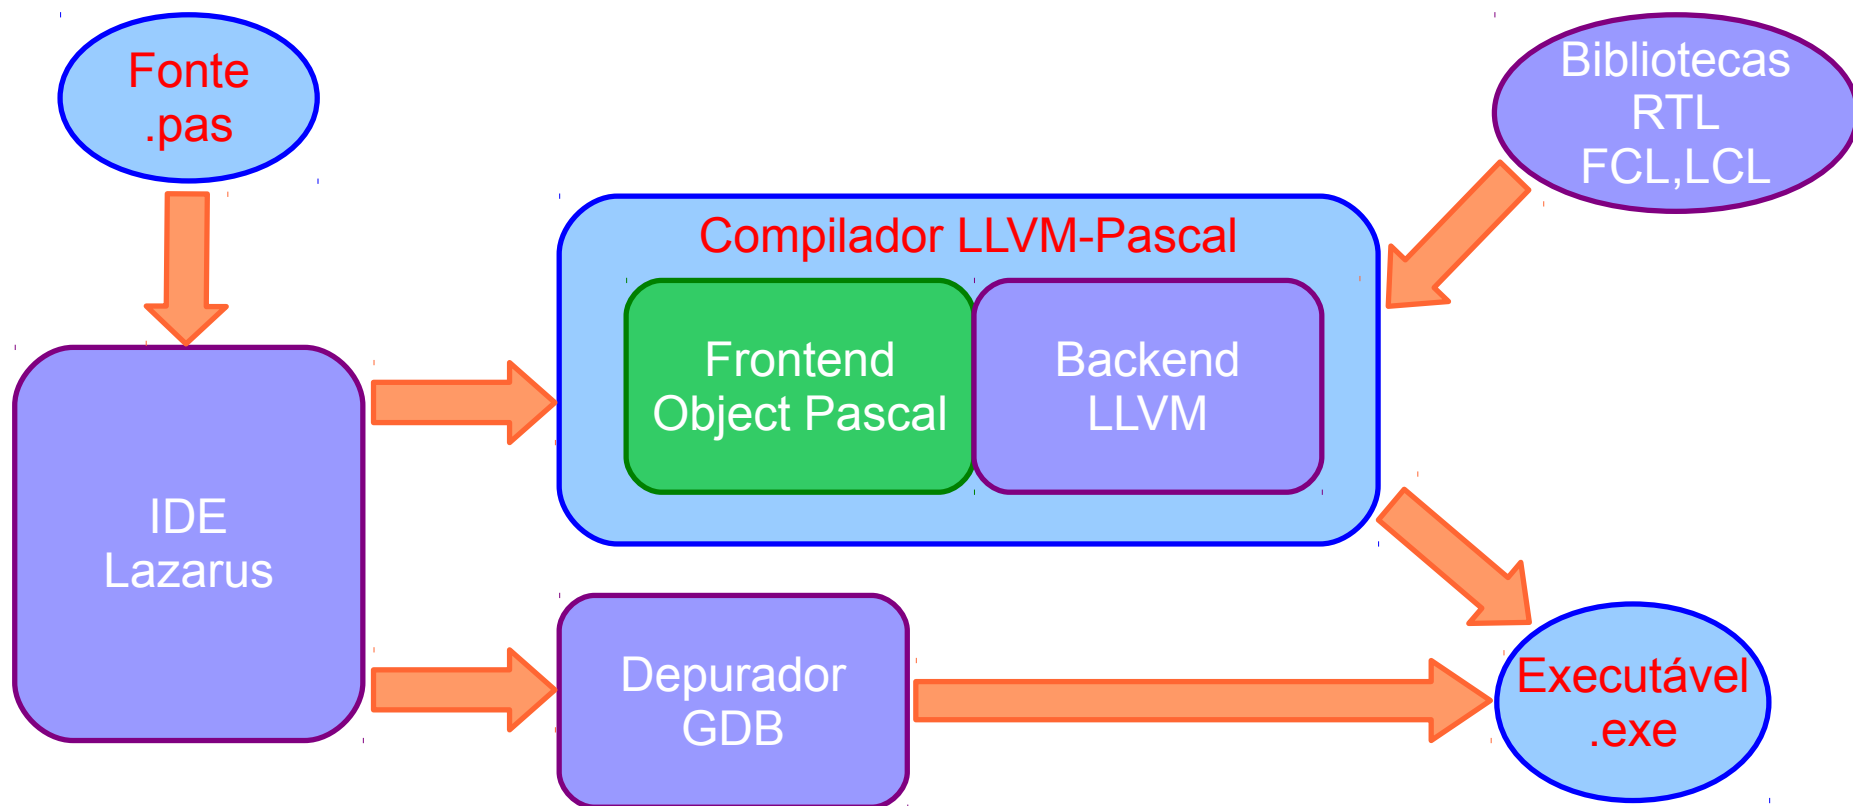 Fonte
.pas
Bibliotecas
RTL
FCL,LCL
Compilador LLVM-Pascal
Frontend
Object Pascal
Backend
LLVM
IDE
Lazarus
Depurador
GDB
Executável
.exe